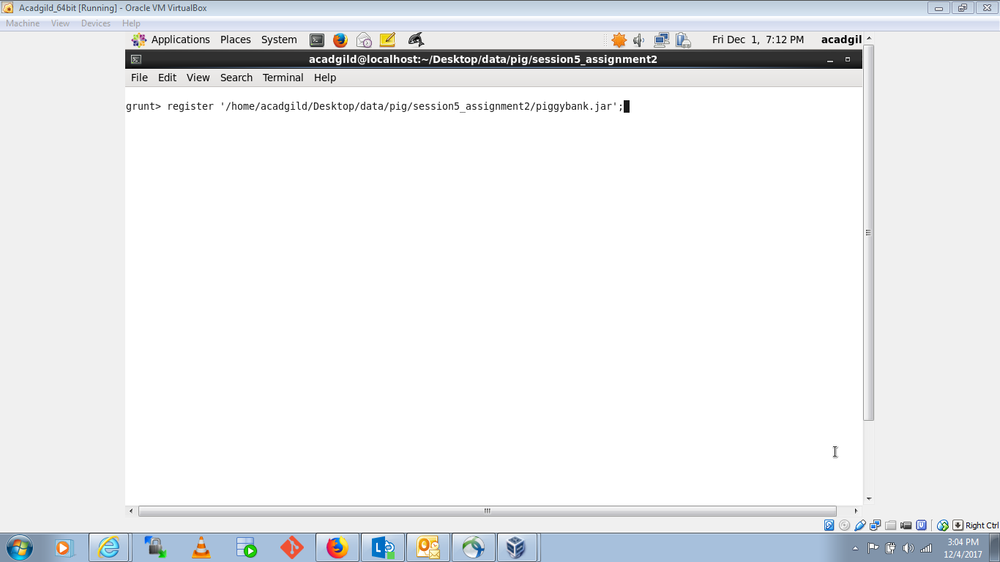 Acadgild_64bit [Running] - Oracle VM VirtualBox
Machine View Devices Help
Applications Places System Fri Dec 1, 7:12 PM acadgil
acadgild@localhost:~/Desktop/data/pig/session5_assignment2
File Edit View Search Terminal Help
grunt> register '/home/acadgild/Desktop/data/pig/session5_assignment2/piggybank.jar';
Right Ctrl
3:04 PM
12/4/2017